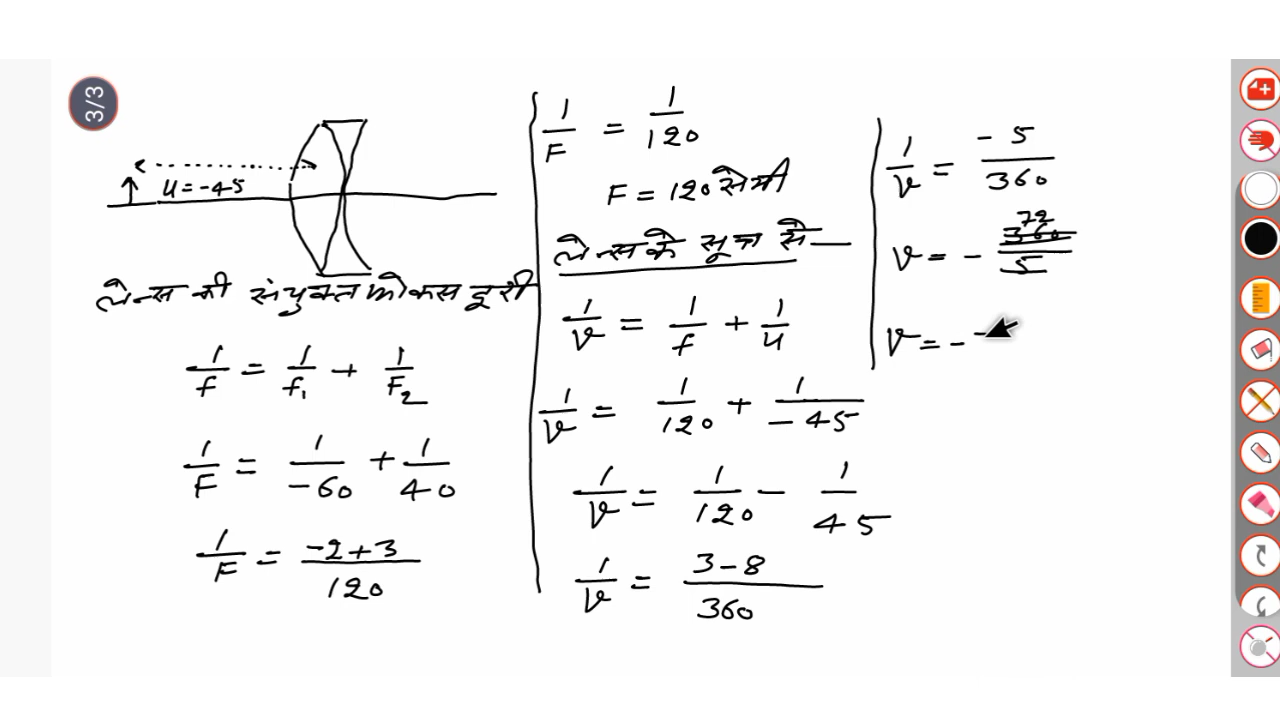 3/3
u = -45
लेन्स की संयुक्त फोकस दूरी
1/f = 1/f₁ + 1/F₂
1/F = 1/-60 + 1/40
1/F = -2+3/120
1/F = 1/120
F = 120 सेमी
लेन्स के सूत्र से —
1/v = 1/f + 1/u
1/v = 1/120 + 1/-45
1/v = 1/120 - 1/45
1/v = 3-8/360
1/v = -5/360
72
v = - 360/5
v = -